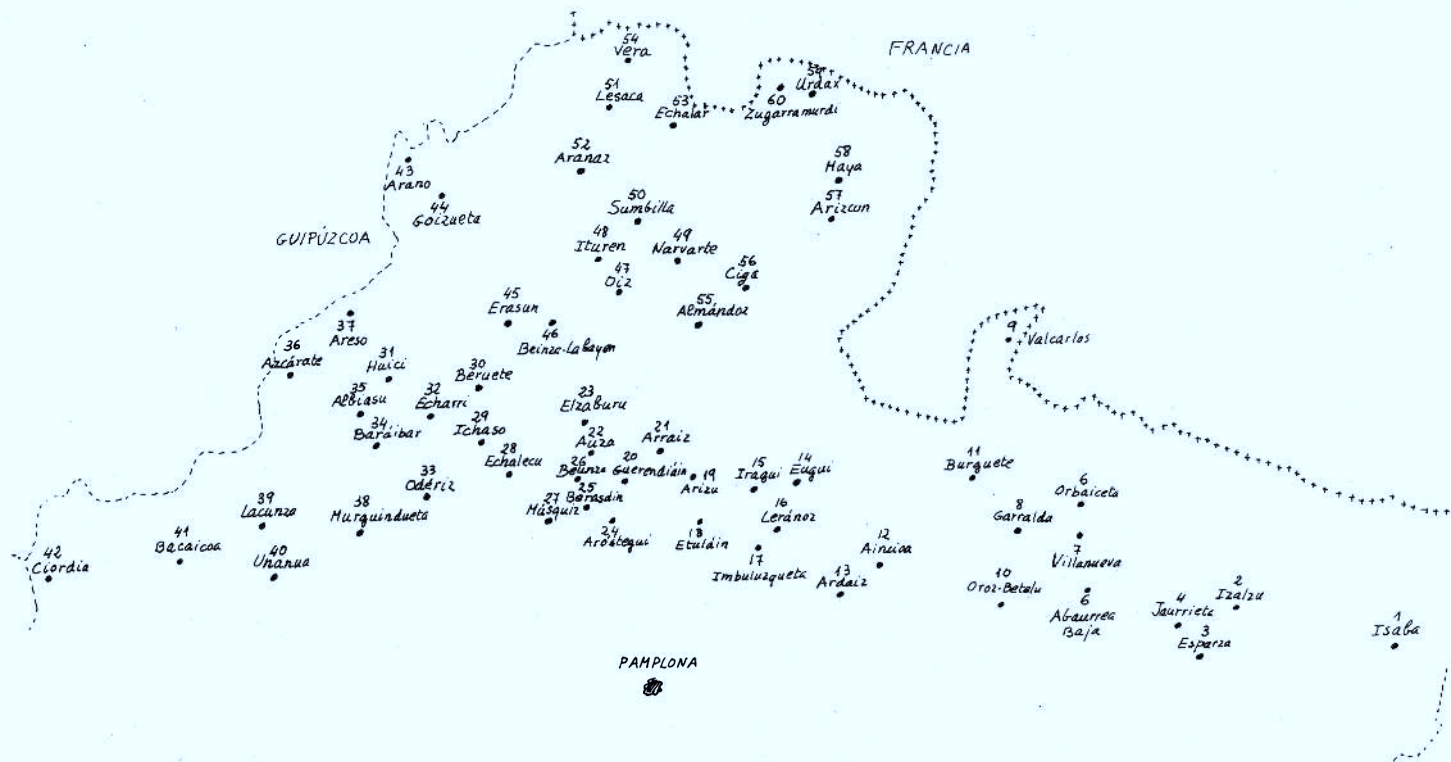 FRANCIA
54
Vera
59
Urdax
51
Lesaca
53
Echalar
60
Zugarramurdi
52
Aranaz
58
Maya
43
Arano
57
Arizcun
50
Sumbilla
44
Goizueta
GUIPÚZCOA
48
Ituren
49
Narvarte
56
Ciga
47
Oiz
45
Erasun
55
Almándoz
37
Areso
46
Beinza-Labayen
9
Valcarlos
36
Azcárate
31
Huici
30
Beruete
35
Albiasu
32
Echarri
23
Elzaburu
34
Baráibar
29
Ichaso
22
Auza
21
Arraiz
28
Echalecu
26
Beunza
20
Guerendiáin
19
Arizu
15
Iragui
14
Eugui
11
Burguete
6
Orbaiceta
33
Odériz
25
Berasáin
27
Músquiz
39
Lacunza
38
Murguindueta
24
Aróstegui
18
Etuláin
16
Leránoz
8
Garralda
42
Ciordia
41
Bacaicoa
40
Unanua
17
Imbuluzqueta
12
Aincioa
7
Villanueva
13
Ardaiz
10
Oroz-Betelu
6
Abaurrea
Baja
4
Jaurrieta
2
Izalzu
3
Esparza
1
Isaba
PAMPLONA